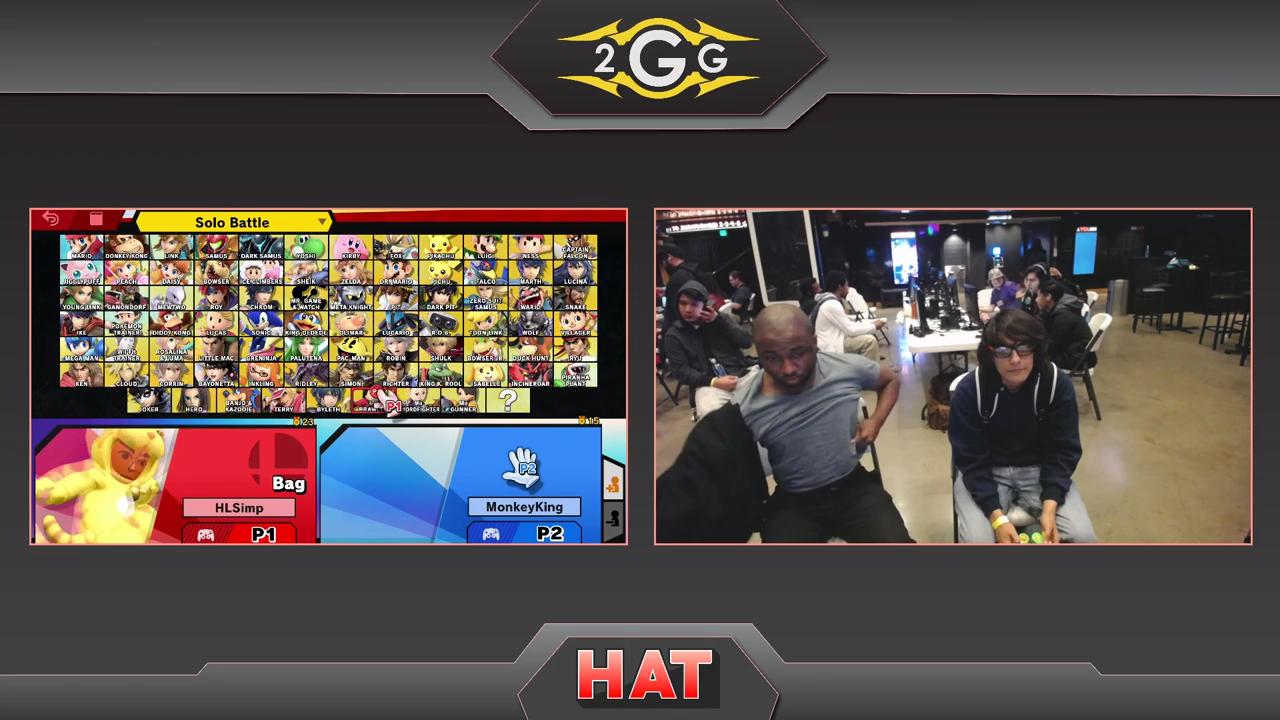 2GG
Solo Battle
MARIO DONKEY KONG LINK SAMUS DARK SAMUS YOSHI KIRBY FOX PIKACHU LUIGI NESS CAPTAIN FALCON
JIGGLYPUFF PEACH DAISY BOWSER ICE CLIMBERS SHEIK ZELDA DR. MARIO PICHU FALCO MARTH LUCINA
YOUNG LINK GANONDORF MEWTWO ROY CHROM MR. GAME & WATCH META KNIGHT PIT DARK PIT ZERO SUIT SAMUS WARIO SNAKE
IKE POKÉMON TRAINER DIDDY KONG LUCAS SONIC KING DEDEDE OLIMAR LUCARIO R.O.B. TOON LINK WOLF VILLAGER
MEGA MAN WII FIT TRAINER ROSALINA & LUMA LITTLE MAC GRENINJA PALUTENA PAC-MAN ROBIN SHULK BOWSER JR. DUCK HUNT RYU
KEN CLOUD CORRIN BAYONETTA INKLING RIDLEY SIMON RICHTER KING K. ROOL ISABELLE INCINEROAR PIRANHA PLANT
JOKER HERO BANJO & KAZOOIE TERRY BYLETH P1 GUNNER ?
23
15
Bag
HLSimp
P1
P2
MonkeyKing
P2
HAT